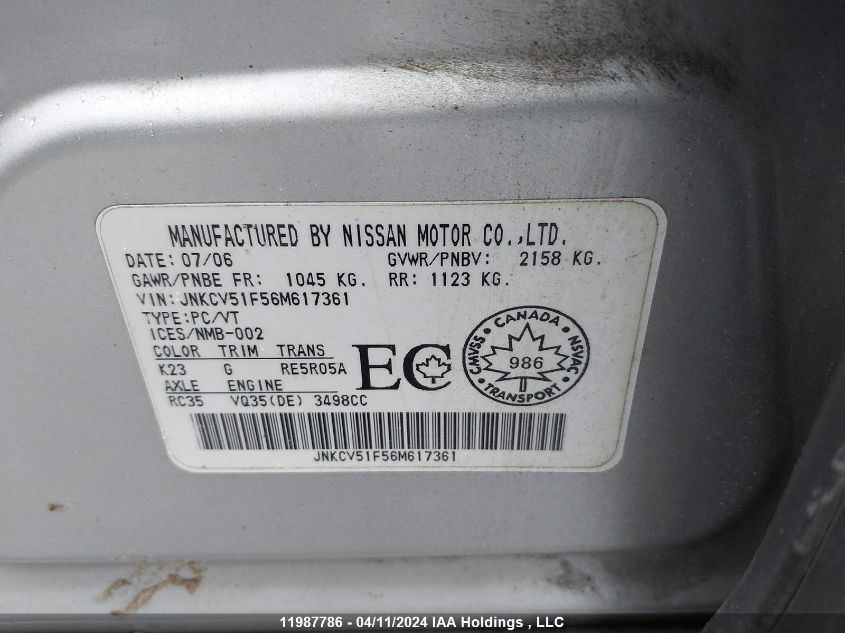 MANUFACTURED BY NISSAN MOTOR CO.,LTD.
DATE: 07/06 GVWR/PNBV: 2158 KG.
GAWR/PNBE FR: 1045 KG. RR: 1123 KG.
VIN: JNKCV51F56M617361
TYPE:PC/VT
ICES/NMB-002
COLOR TRIM TRANS
K23 G RE5R05A
AXLE ENGINE
RC35 VQ35(DE) 3498CC
EC
CANADA
CMVSS 986 NSVAC
TRANSPORT
JNKCV51F56M617361
11987786 - 04/11/2024 IAA Holdings , LLC